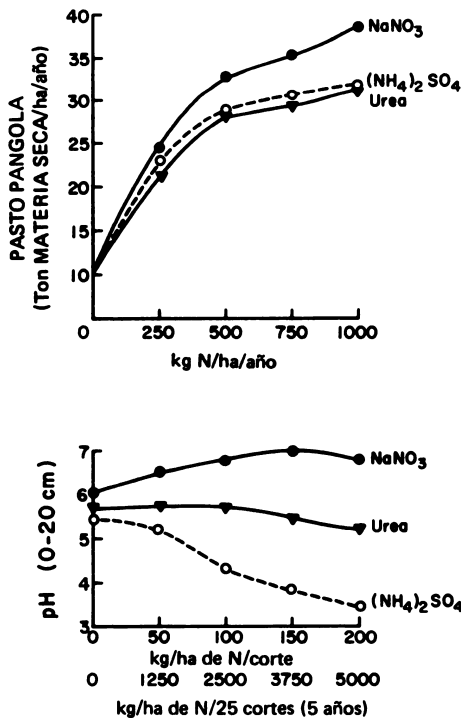 NaNO3
(NH4)2 SO4
Urea
PASTO PANGOLA
(Ton MATERIA SECA/ha/año)
40
30
20
10
0 250 500 750 1000
kg N/ha/año
7
6
5
4
3
pH (0-20 cm)
NaNO3
Urea
(NH4)2 SO4
0 50 100 150 200
kg/ha de N/corte
0 1250 2500 3750 5000
kg/ha de N/25 cortes (5 años)